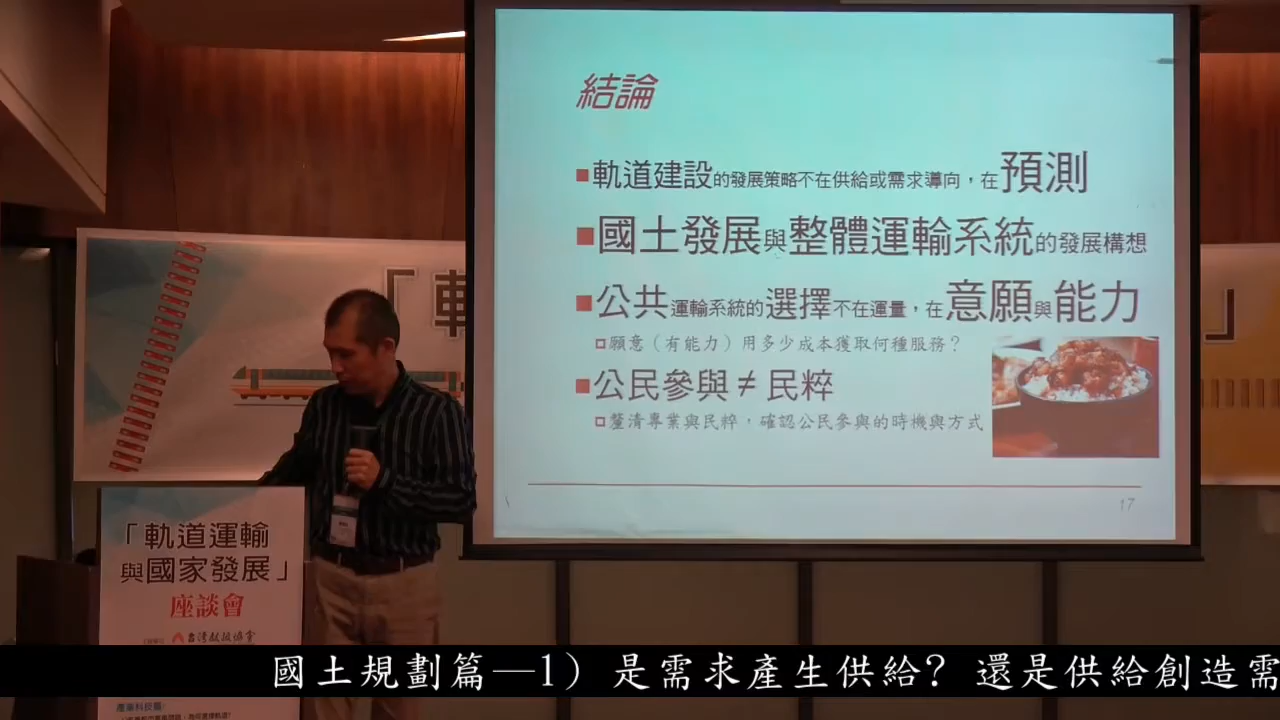 結論
軌道建設的發展策略不在供給或需求導向，在預測
國土發展與整體運輸系統的發展構想
公共運輸系統的選擇不在運量，在意願與能力
願意（有能力）用多少成本獲取何種服務？
公民參與≠民粹
釐清專業與民粹，確認公民參與的時機與方式
17
「軌
」
「軌道運輸
與國家發展」
座談會
國土規劃篇—1) 是需求產生供給? 還是供給創造需
產業科技篇: